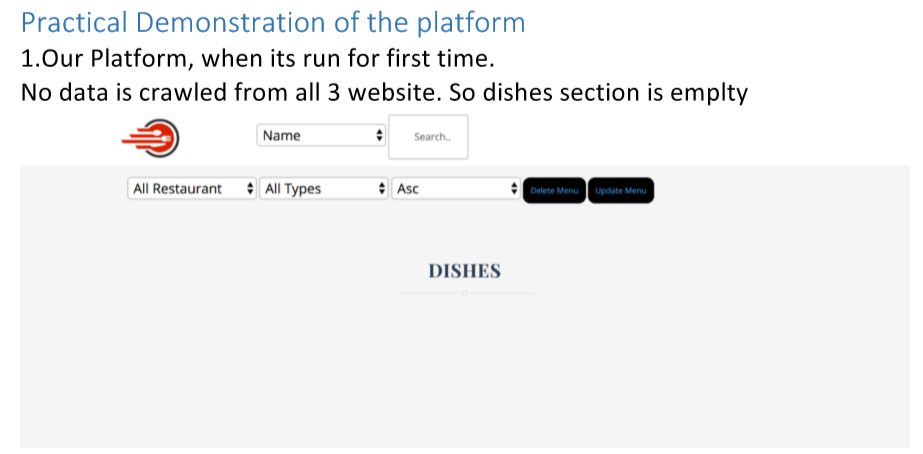 Practical Demonstration of the platform
1.Our Platform, when its run for first time.
No data is crawled from all 3 website. So dishes section is emplty
Name Search..
All Restaurant All Types Asc Delete Menu Update Menu
DISHES